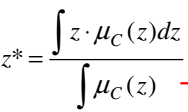 z* = ∫ z · μ_C (z) dz / ∫ μ_C (z)